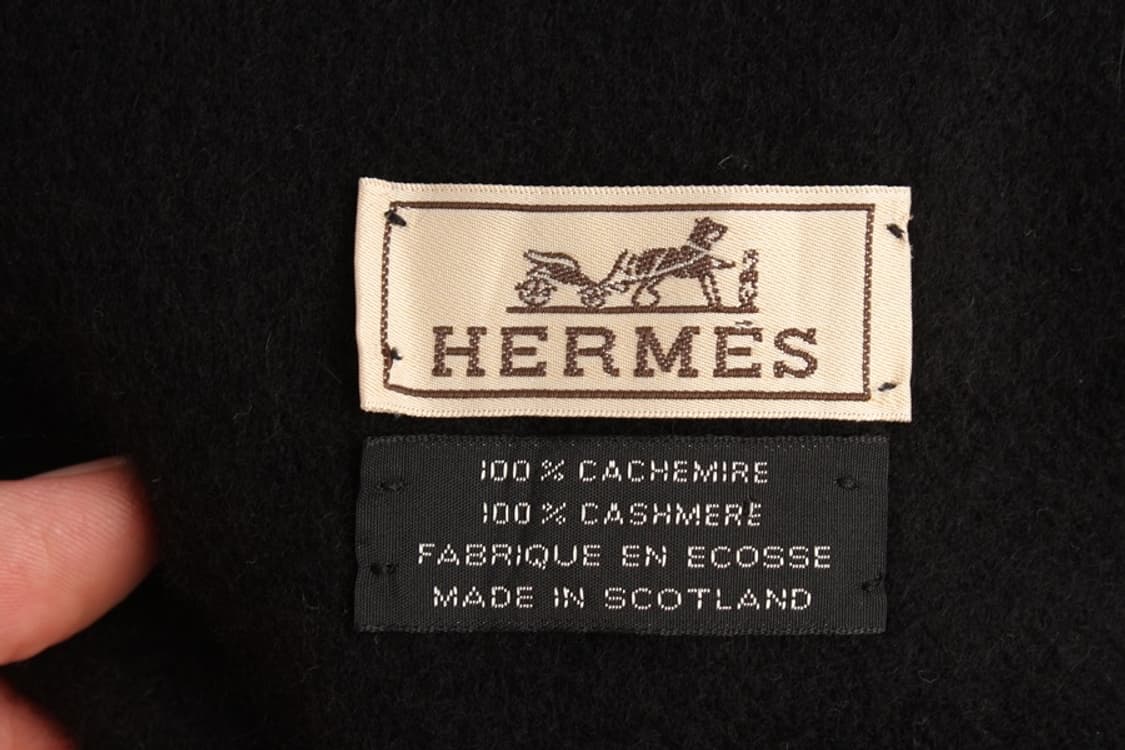 HERMÈS
100% CACHEMIRE
100% CASHMERE
FABRIQUE EN ECOSSE
MADE IN SCOTLAND